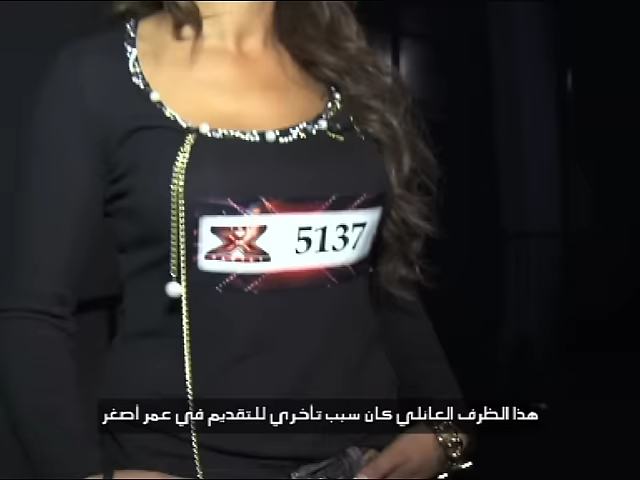 X 5137
هذا الظرف العائلي كان سبب تأخري للتقديم في عمر أصغر